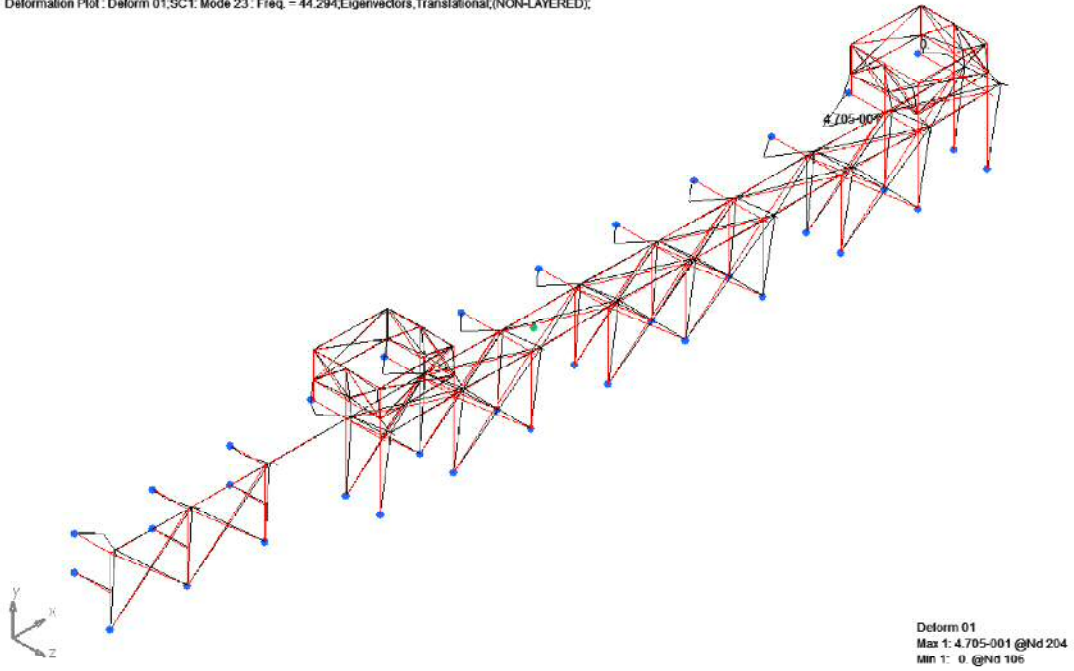 Deformation Plot : Deform 01,SC1: Mode 23 : Freq. = 44.294,Eigenvectors,Translational,(NON-LAYERED);
0.
4.705-001
y
x
z
Deform 01
Max 1: 4.705-001 @Nd 204
Min 1: 0. @Nd 106